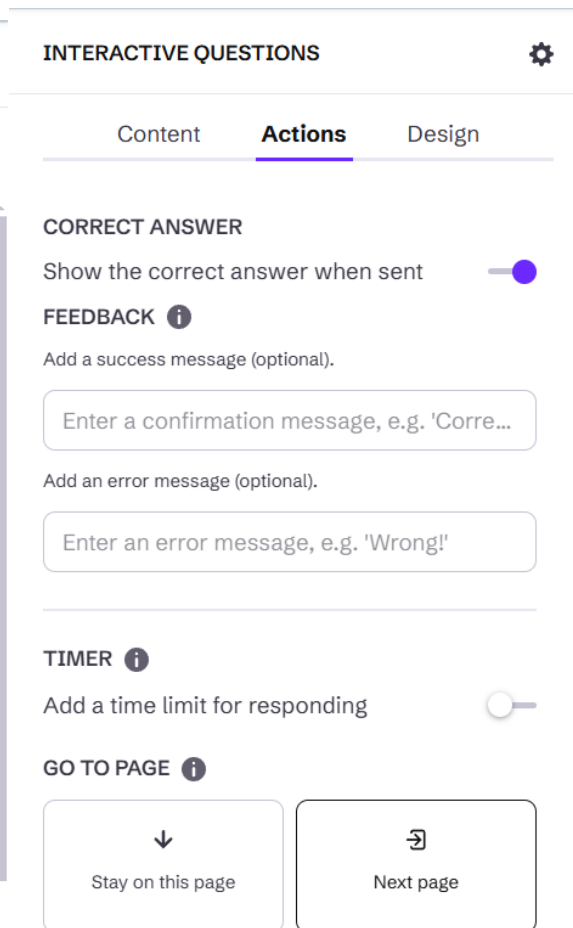 INTERACTIVE QUESTIONS
Content Actions Design
CORRECT ANSWER
Show the correct answer when sent
FEEDBACK
Add a success message (optional).
Enter a confirmation message, e.g. 'Corre...
Add an error message (optional).
Enter an error message, e.g. 'Wrong!'
TIMER
Add a time limit for responding
GO TO PAGE
Stay on this page Next page